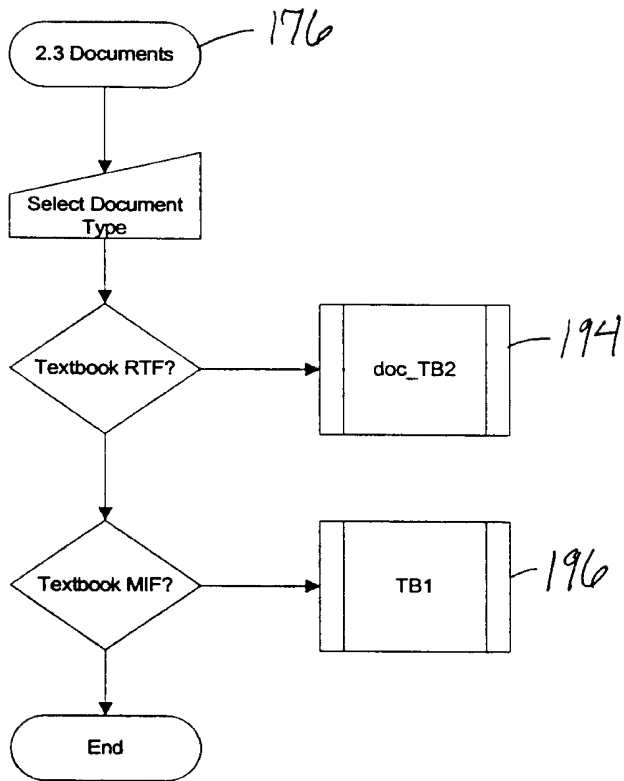 176
2.3 Documents
Select Document
Type
Textbook RTF?
doc_TB2
194
Textbook MIF?
TB1
196
End